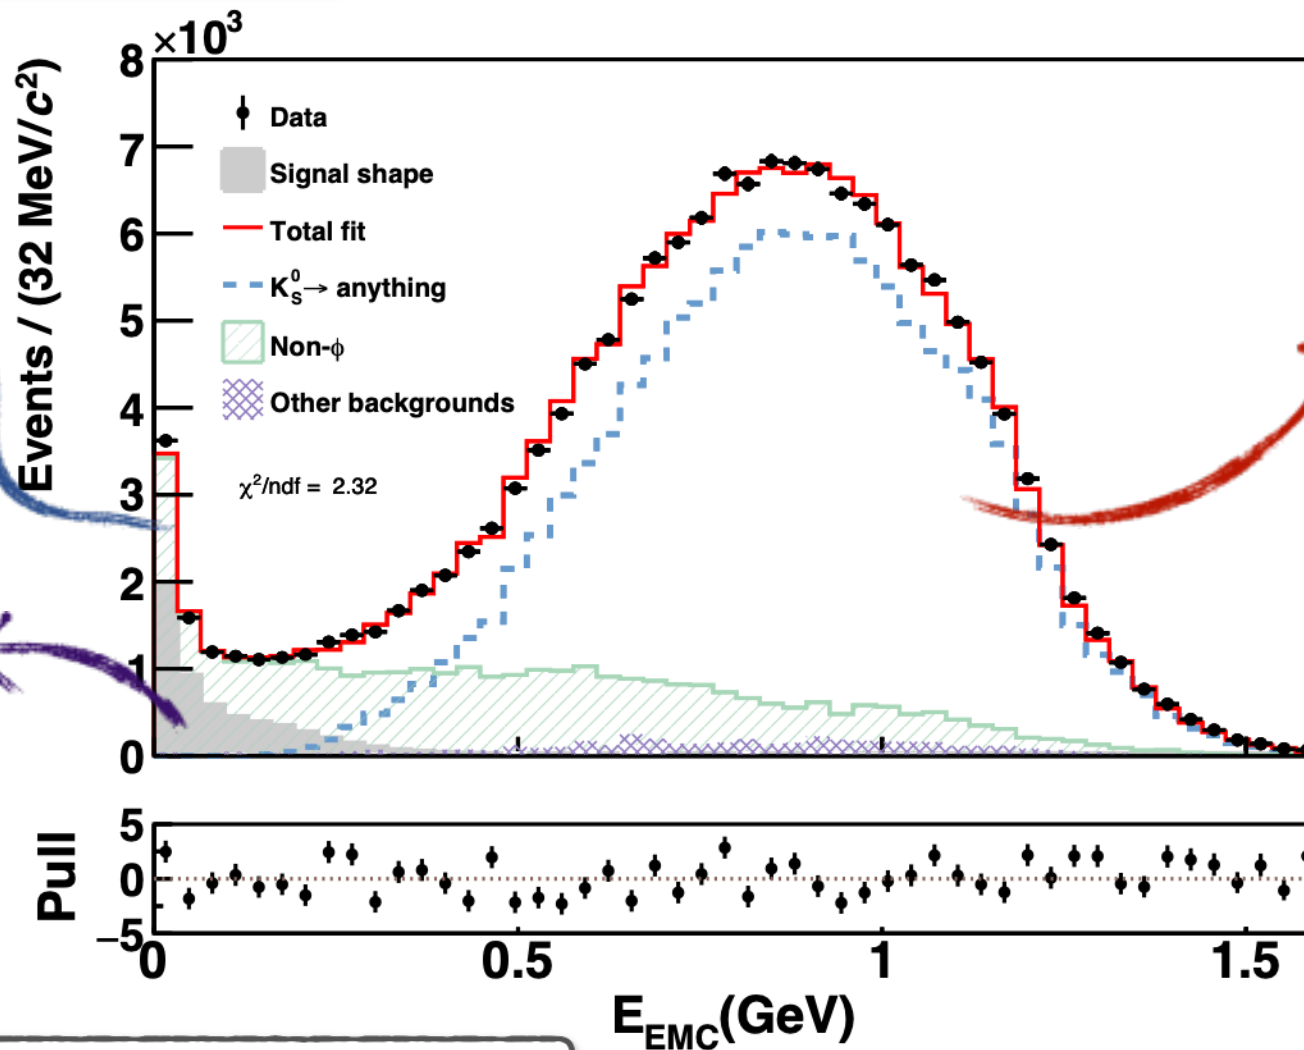 ×10³
8
7
6
5
4
3
2
1
0
Events / (32 MeV/c²)
Data
Signal shape
Total fit
K⁰S→ anything
Non-ϕ
Other backgrounds
χ²/ndf = 2.32
5
0
−5
Pull
0 0.5 1 1.5
EEMC(GeV)